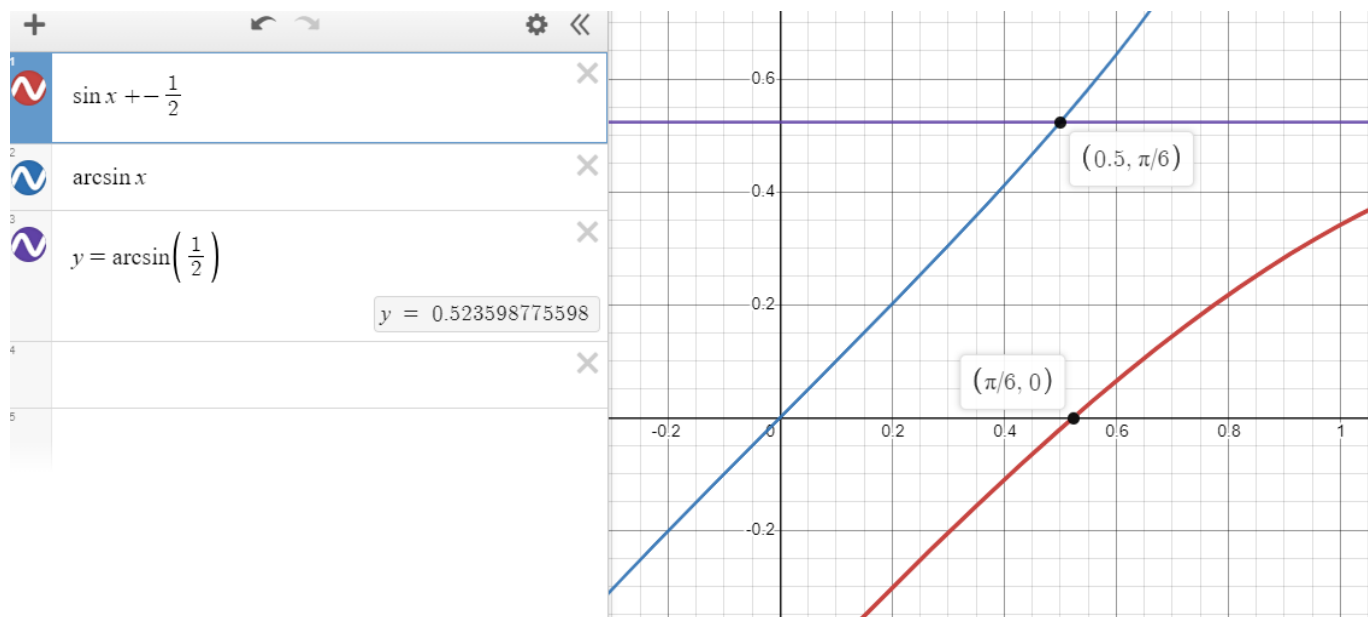 1
sin x +− 1/2
2
arcsin x
3
y = arcsin(1/2)
y = 0.523598775598
4
5
0.6
(0.5, π/6)
0.4
0.2
(π/6, 0)
-0.2 0 0.2 0.4 0.6 0.8 1
-0.2